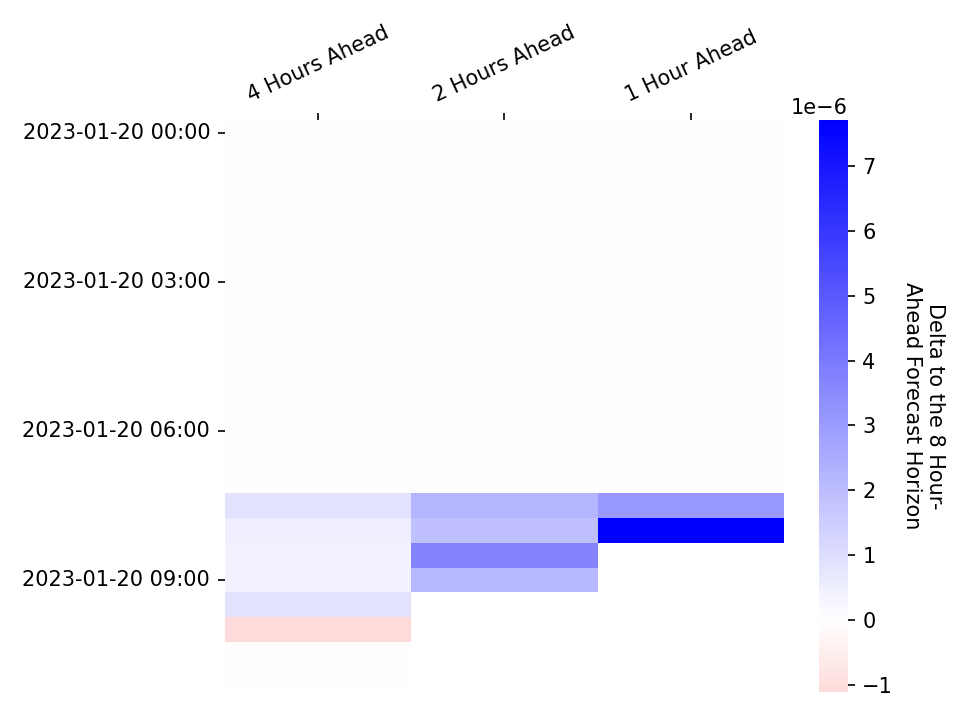 4 Hours Ahead
2 Hours Ahead
1 Hour Ahead
1e−6
2023-01-20 00:00
2023-01-20 03:00
2023-01-20 06:00
2023-01-20 09:00
7
6
5
4
3
2
1
0
−1
Delta to the 8 Hour-
Ahead Forecast Horizon